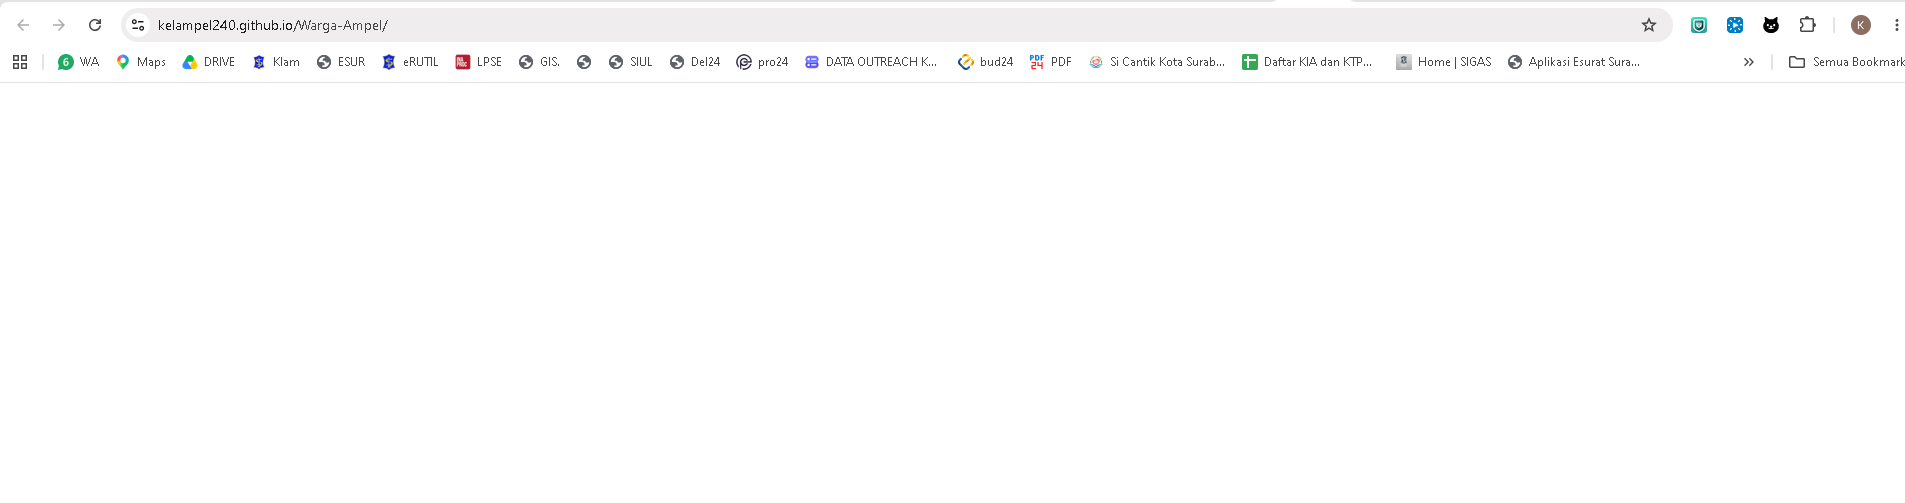 kelampel240.github.io/Warga-Ampel/
K
6 WA Maps DRIVE Klam ESUR eRUTIL LPSE GIS. SIUL Del24 pro24 DATA OUTREACH K... bud24 PDF Si Cantik Kota Surab... Daftar KIA dan KTP... Home | SIGAS Aplikasi Esurat Sura... » Semua Bookmark